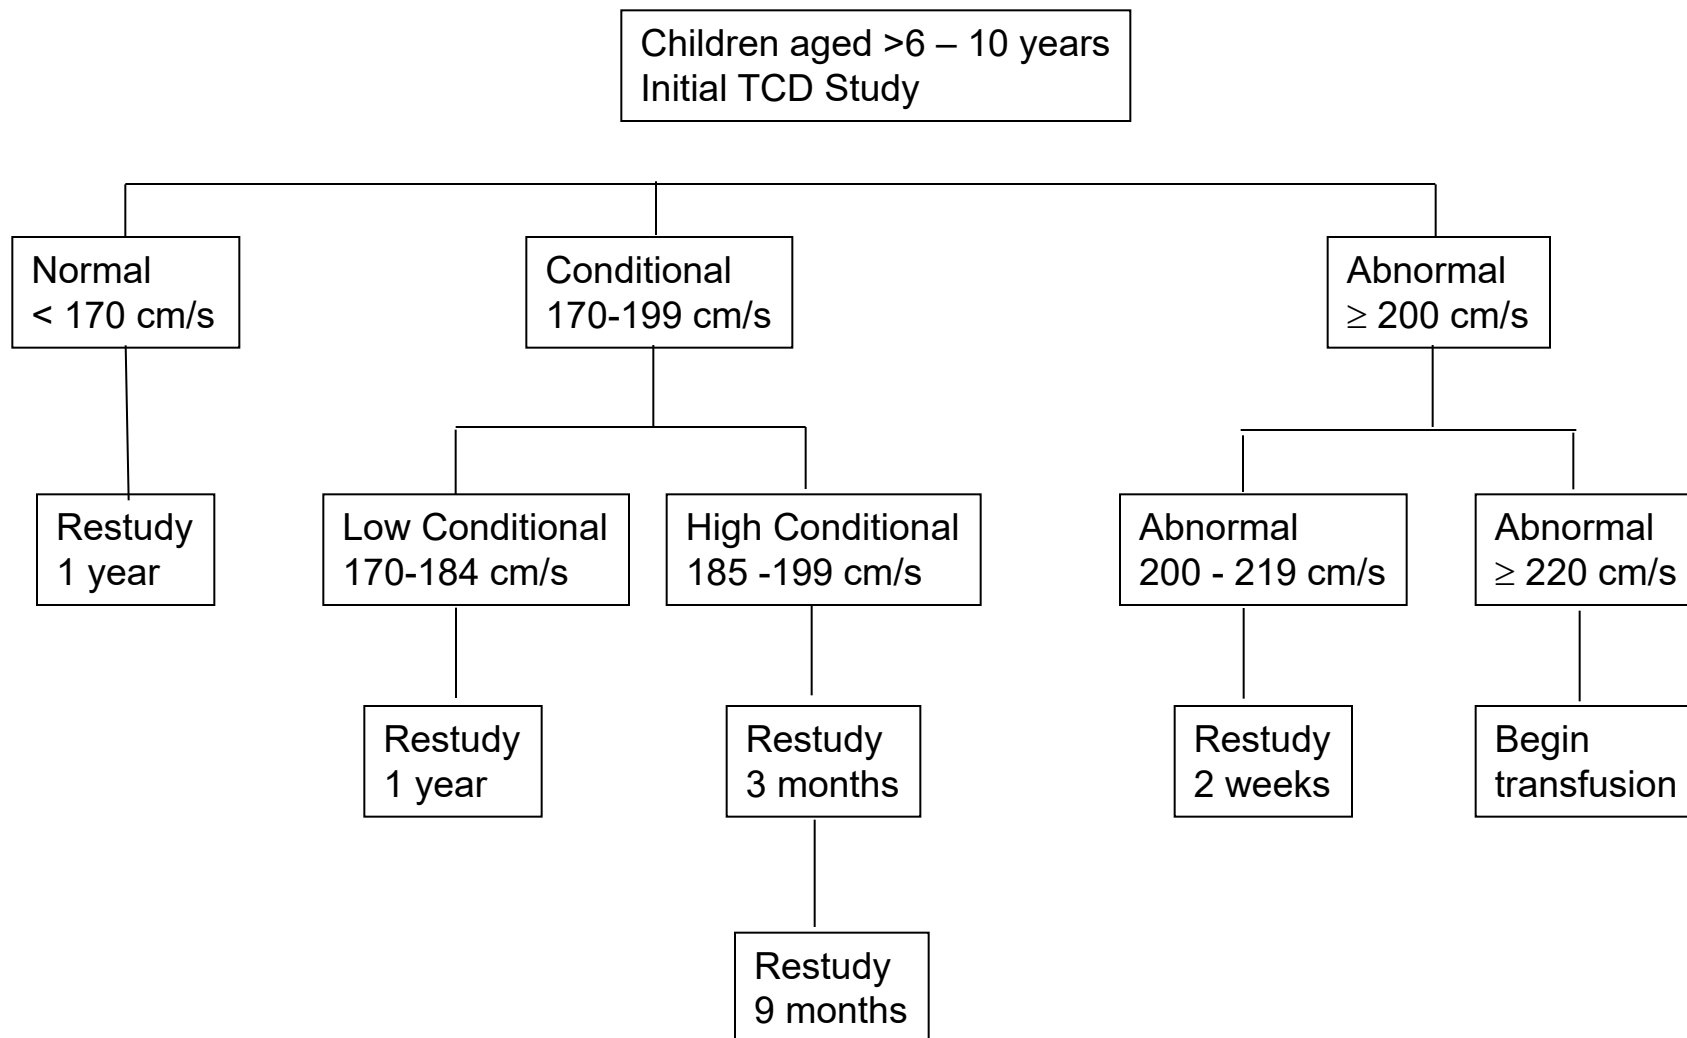 Children aged >6 – 10 years
Initial TCD Study
Normal
< 170 cm/s
Conditional
170-199 cm/s
Abnormal
≥ 200 cm/s
Restudy
1 year
Low Conditional
170-184 cm/s
High Conditional
185 -199 cm/s
Abnormal
200 - 219 cm/s
Abnormal
≥ 220 cm/s
Restudy
1 year
Restudy
3 months
Restudy
2 weeks
Begin
transfusion
Restudy
9 months